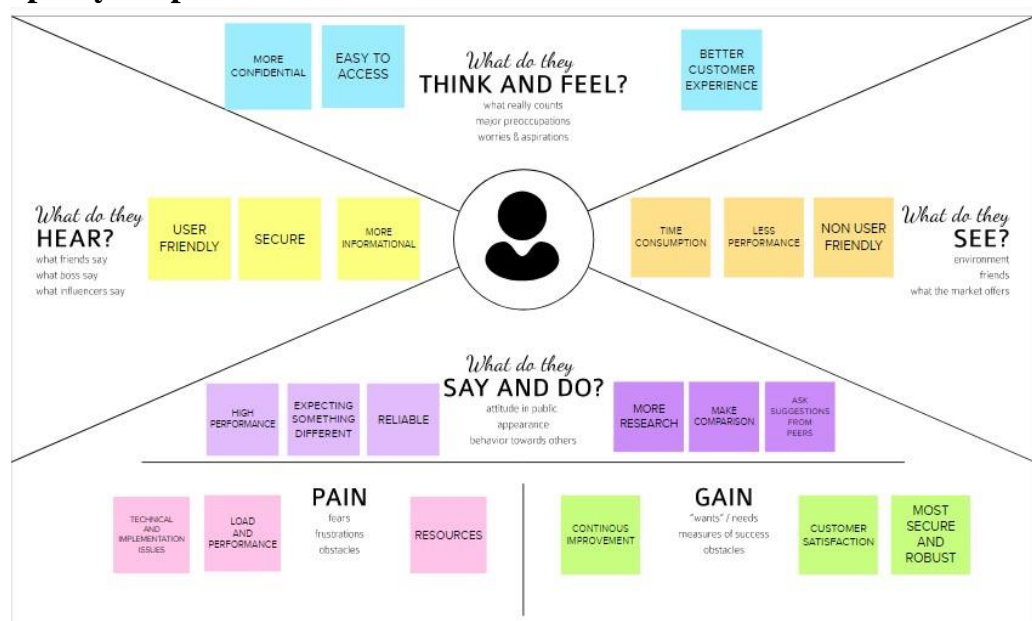 MORE
CONFIDENTIAL
EASY TO
ACCESS
What do they
THINK AND FEEL?
what really counts
major preoccupations
worries & aspirations
BETTER
CUSTOMER
EXPERIENCE
What do they
HEAR?
what friends say
what boss say
what influencers say
USER
FRIENDLY
SECURE
MORE
INFORMATIONAL
TIME
CONSUMPTION
LESS
PERFORMANCE
NON USER
FRIENDLY
What do they
SEE?
environment
friends
what the market offers
What do they
SAY AND DO?
attitude in public
appearance
behavior towards others
HIGH
PERFORMANCE
EXPECTING
SOMETHING
DIFFERENT
RELIABLE
MORE
RESEARCH
MAKE
COMPARISON
ASK
SUGGESTIONS
FROM
PEERS
PAIN
fears
frustrations
obstacles
TECHNICAL
AND
IMPLEMENTATION
ISSUES
LOAD
AND
PERFORMANCE
RESOURCES
GAIN
"wants" / needs
measures of success
obstacles
CONTINOUS
IMPROVEMENT
CUSTOMER
SATISFACTION
MOST
SECURE
AND
ROBUST